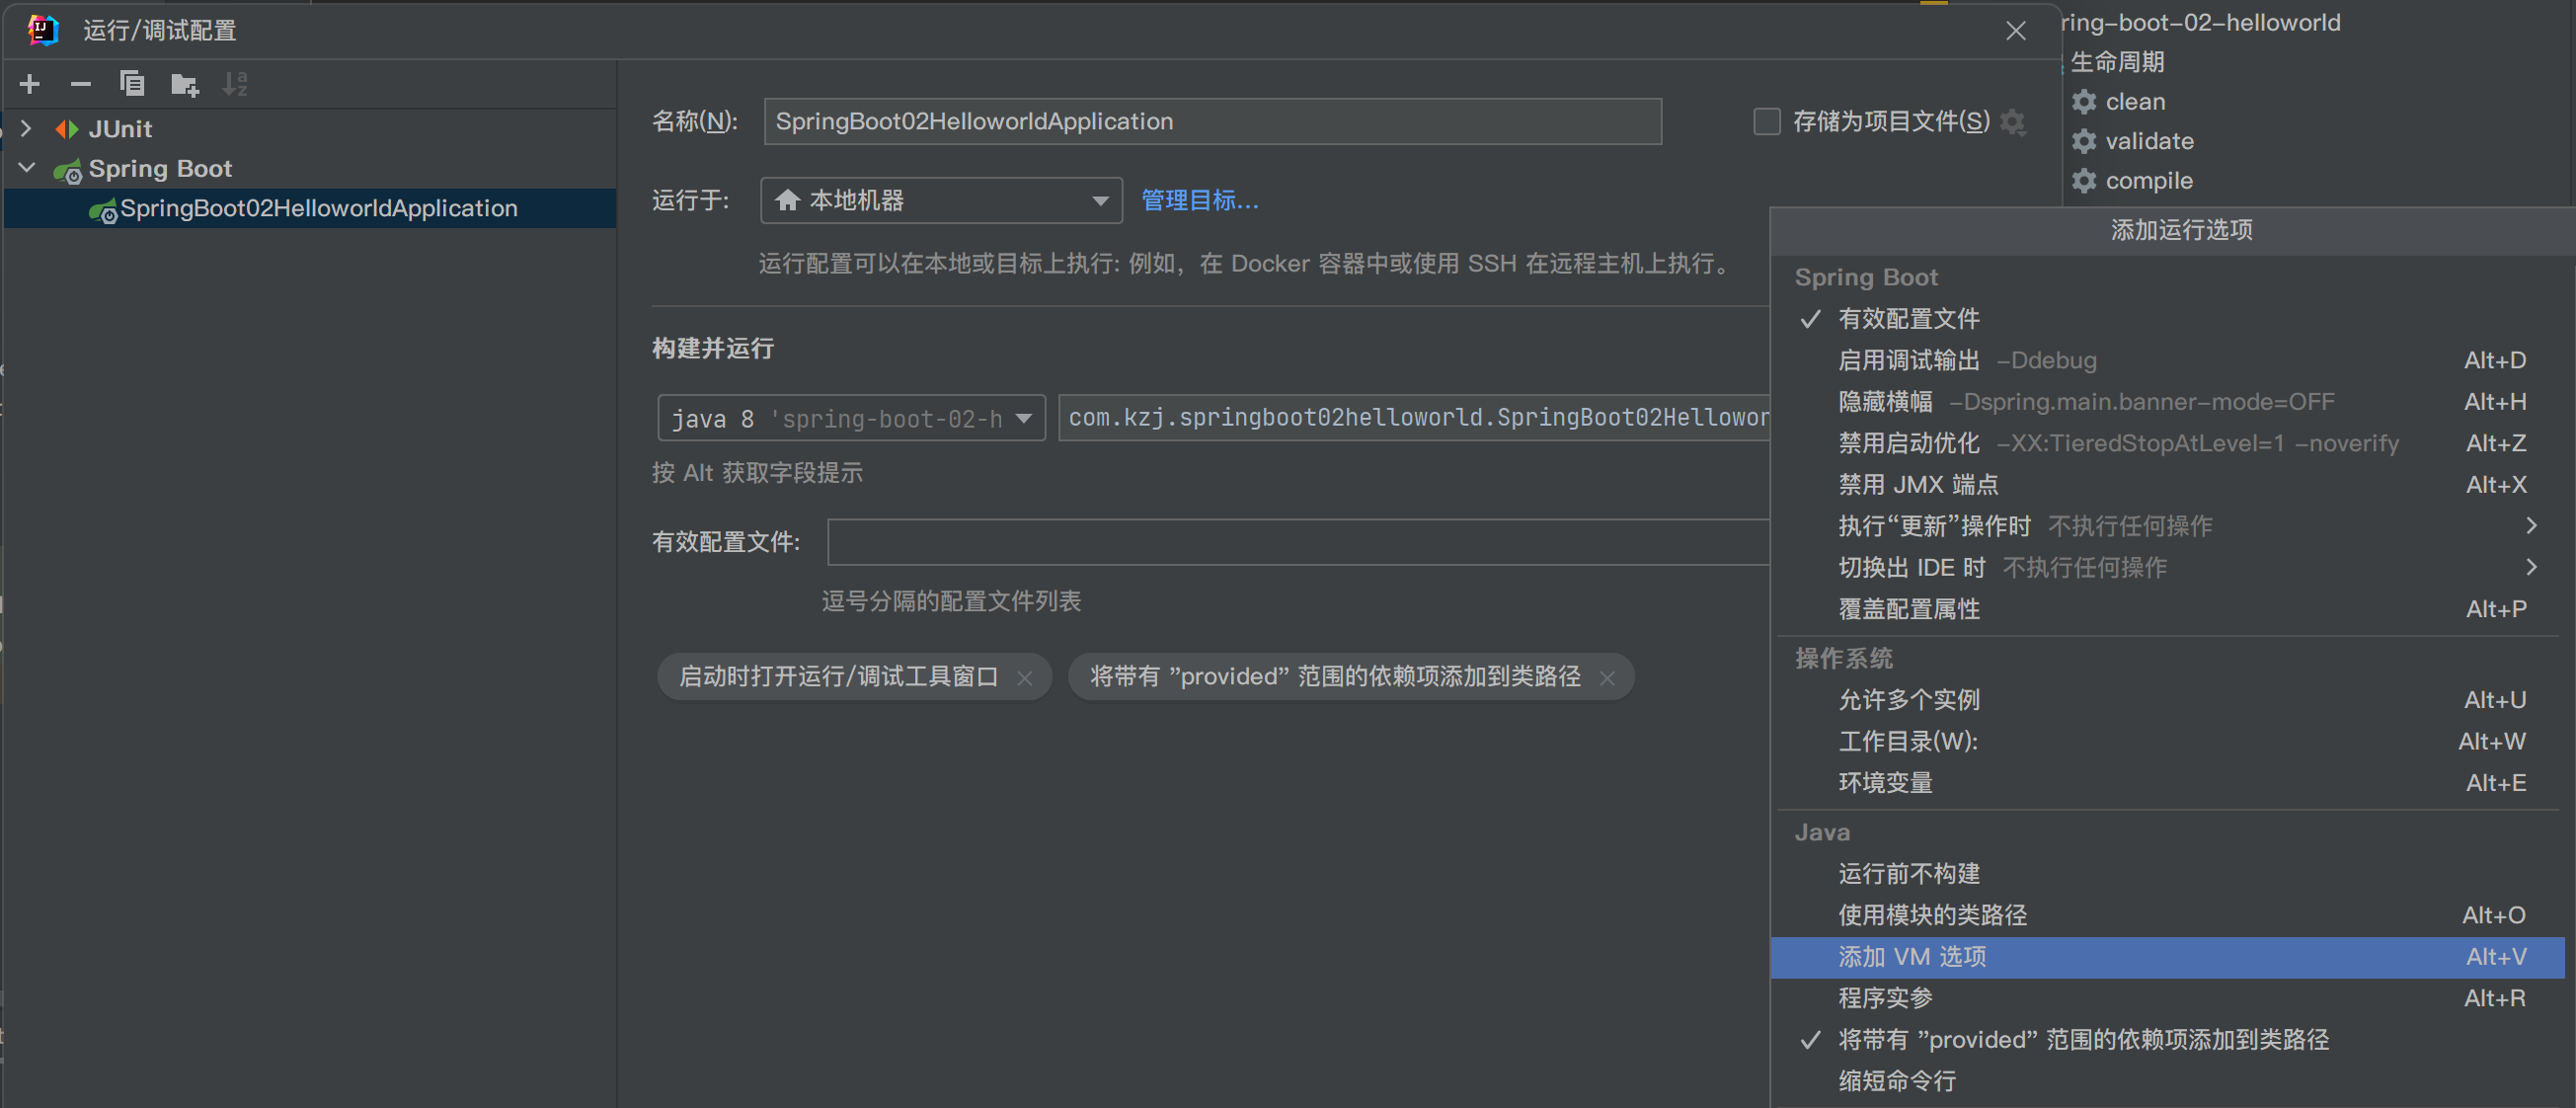 运行/调试配置
ring-boot-02-helloworld
生命周期
clean
validate
compile
JUnit
Spring Boot
SpringBoot02HelloworldApplication
名称(N):
SpringBoot02HelloworldApplication
存储为项目文件(S)
运行于:
本地机器
管理目标...
运行配置可以在本地或目标上执行: 例如，在 Docker 容器中或使用 SSH 在远程主机上执行。
构建并运行
java 8 'spring-boot-02-h
com.kzj.springboot02helloworld.SpringBoot02Hellowor
按 Alt 获取字段提示
有效配置文件:
逗号分隔的配置文件列表
启动时打开运行/调试工具窗口
将带有 ”provided” 范围的依赖项添加到类路径
添加运行选项
Spring Boot
有效配置文件
启用调试输出 -Ddebug Alt+D
隐藏横幅 -Dspring.main.banner-mode=OFF Alt+H
禁用启动优化 -XX:TieredStopAtLevel=1 -noverify Alt+Z
禁用 JMX 端点 Alt+X
执行“更新”操作时 不执行任何操作
切换出 IDE 时 不执行任何操作
覆盖配置属性 Alt+P
操作系统
允许多个实例 Alt+U
工作目录(W): Alt+W
环境变量 Alt+E
Java
运行前不构建
使用模块的类路径 Alt+O
添加 VM 选项 Alt+V
程序实参 Alt+R
将带有 ”provided” 范围的依赖项添加到类路径
缩短命令行